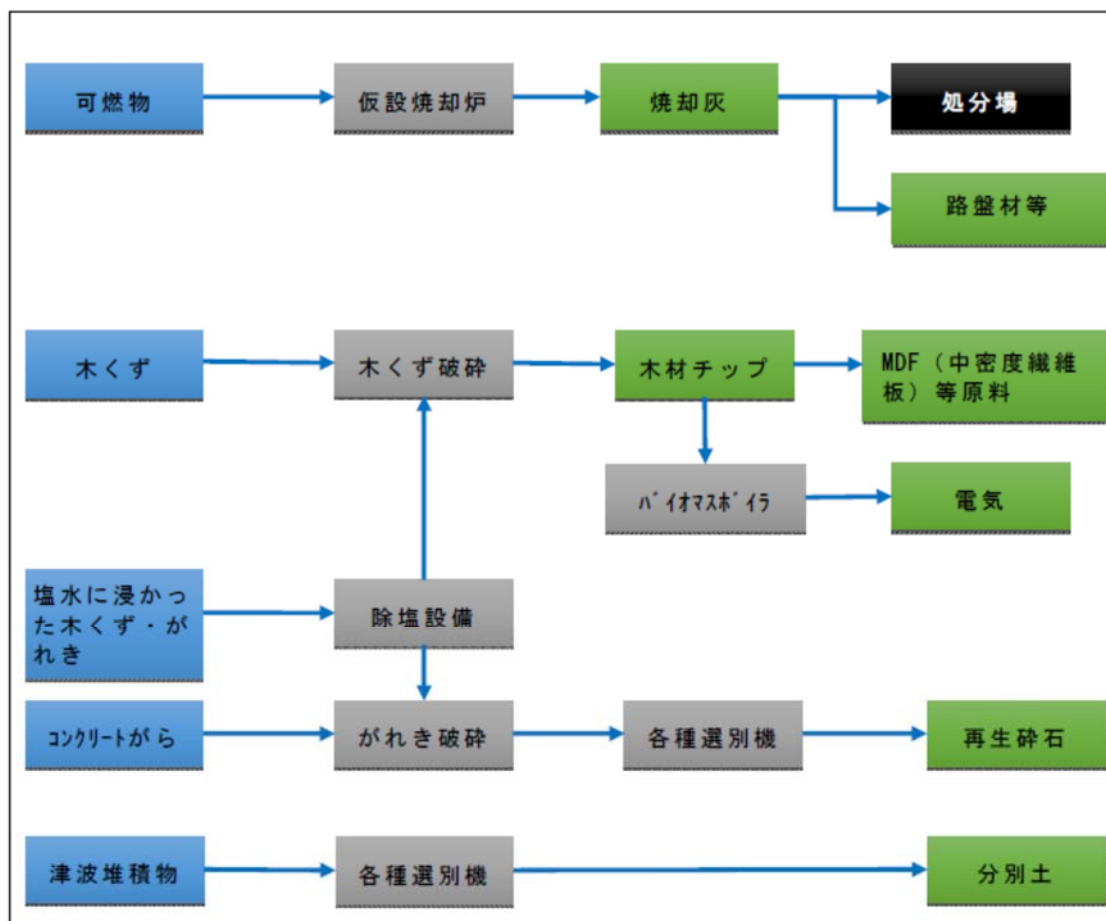 可燃物
仮設焼却炉
焼却灰
処分場
路盤材等
木くず
木くず破砕
木材チップ
MDF（中密度繊維
板）等原料
ﾊﾞｲｵﾏｽﾎﾞｲﾗ
電気
塩水に浸かっ
た木くず‐が
れき
除塩設備
ｺﾝｸﾘｰﾄがら
がれき破砕
各種選別機
再生砕石
津波堆積物
各種選別機
分別土